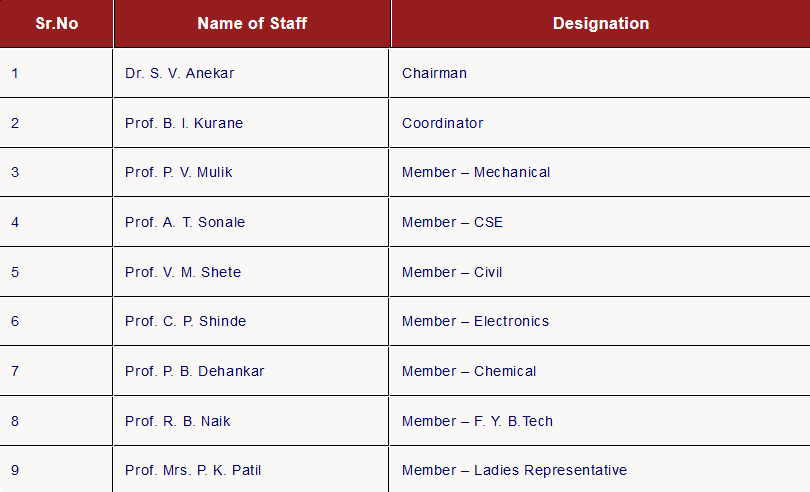 Sr.No Name of Staff Designation
1 Dr. S. V. Anekar Chairman
2 Prof. B. I. Kurane Coordinator
3 Prof. P. V. Mulik Member – Mechanical
4 Prof. A. T. Sonale Member – CSE
5 Prof. V. M. Shete Member – Civil
6 Prof. C. P. Shinde Member – Electronics
7 Prof. P. B. Dehankar Member – Chemical
8 Prof. R. B. Naik Member – F. Y. B.Tech
9 Prof. Mrs. P. K. Patil Member – Ladies Representative